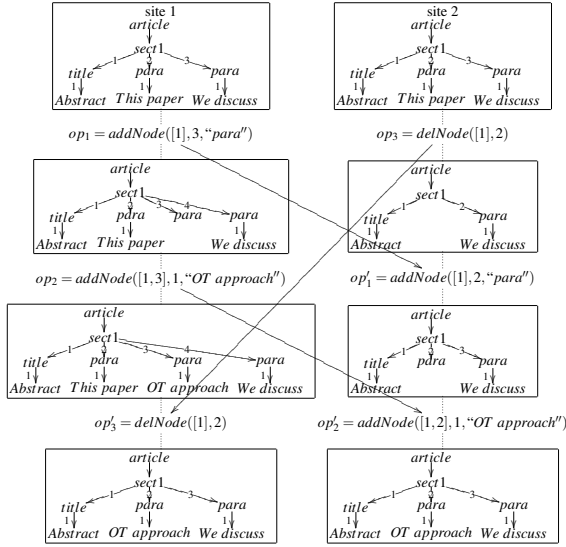 site 1
article
sect1
1 2 3
title para para
1 1 1
Abstract This paper We discuss
op₁ = addNode([1],3,"para")
article
sect1
1 2 3 4
title para para para
1 1 1
Abstract This paper We discuss
op₂ = addNode([1,3],1,"OT approach")
article
sect1
1 2 3 4
title para para para
1 1 1 1
Abstract This paper OT approach We discuss
op′₃ = delNode([1],2)
article
sect1
1 2 3
title para para
1 1 1
Abstract OT approach We discuss
site 2
article
sect1
1 2 3
title para para
1 1 1
Abstract This paper We discuss
op₃ = delNode([1],2)
article
sect1
1 2
title para
1 1
Abstract We discuss
op′₁ = addNode([1],2,"para")
article
sect1
1 2 3
title para para
1 1
Abstract We discuss
op′₂ = addNode([1,2],1,"OT approach")
article
sect1
1 2 3
title para para
1 1 1
Abstract OT approach We discuss